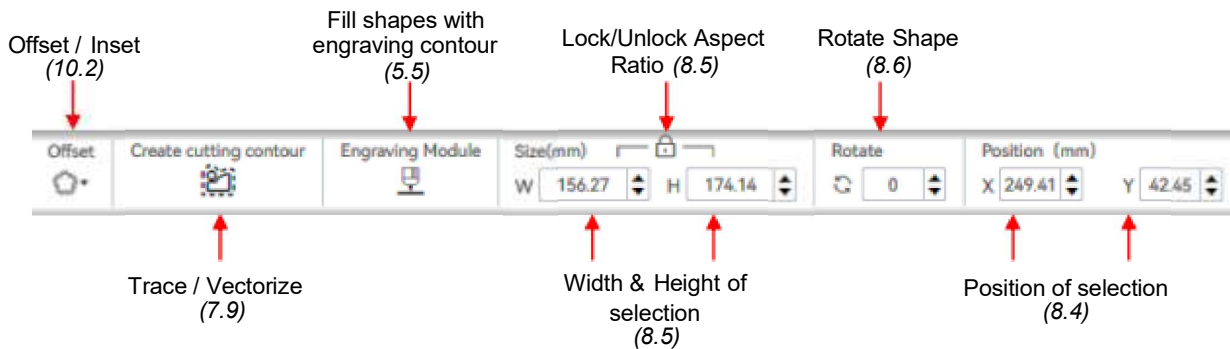 Offset / Inset
(10.2)
Fill shapes with
engraving contour
(5.5)
Lock/Unlock Aspect
Ratio (8.5)
Rotate Shape
(8.6)
Offset
Create cutting contour
Engraving Module
Size(mm)
Rotate
Position (mm)
W 156.27
H 174.14
0
X 249.41
Y 42.45
Trace / Vectorize
(7.9)
Width & Height of
selection
(8.5)
Position of selection
(8.4)